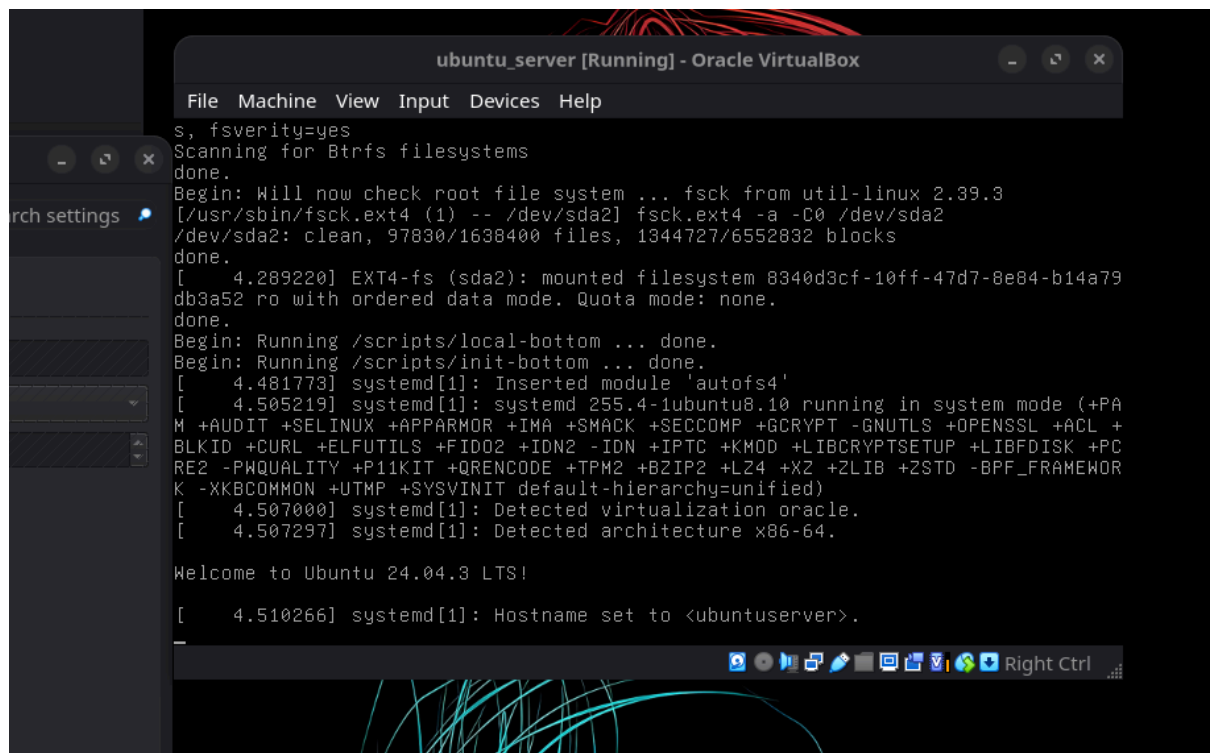 ubuntu_server [Running] - Oracle VirtualBox
File Machine View Input Devices Help
s, fsverity=yes
Scanning for Btrfs filesystems
done.
Begin: Will now check root file system ... fsck from util-linux 2.39.3
[/usr/sbin/fsck.ext4 (1) -- /dev/sda2] fsck.ext4 -a -C0 /dev/sda2
/dev/sda2: clean, 97830/1638400 files, 1344727/6552832 blocks
done.
[    4.289220] EXT4-fs (sda2): mounted filesystem 8340d3cf-10ff-47d7-8e84-b14a79
db3a52 ro with ordered data mode. Quota mode: none.
done.
Begin: Running /scripts/local-bottom ... done.
Begin: Running /scripts/init-bottom ... done.
[    4.481773] systemd[1]: Inserted module 'autofs4'
[    4.505219] systemd[1]: systemd 255.4-1ubuntu8.10 running in system mode (+PA
M +AUDIT +SELINUX +APPARMOR +IMA +SMACK +SECCOMP +GCRYPT -GNUTLS +OPENSSL +ACL +
BLKID +CURL +ELFUTILS +FIDO2 +IDN2 -IDN +IPTC +KMOD +LIBCRYPTSETUP +LIBFDISK +PC
RE2 -PWQUALITY +P11KIT +QRENCODE +TPM2 +BZIP2 +LZ4 +XZ +ZLIB +ZSTD -BPF_FRAMEWOR
K -XKBCOMMON +UTMP +SYSVINIT default-hierarchy=unified)
[    4.507000] systemd[1]: Detected virtualization oracle.
[    4.507297] systemd[1]: Detected architecture x86-64.
Welcome to Ubuntu 24.04.3 LTS!
[    4.510266] systemd[1]: Hostname set to <ubuntuserver>.
Right Ctrl
rch settings